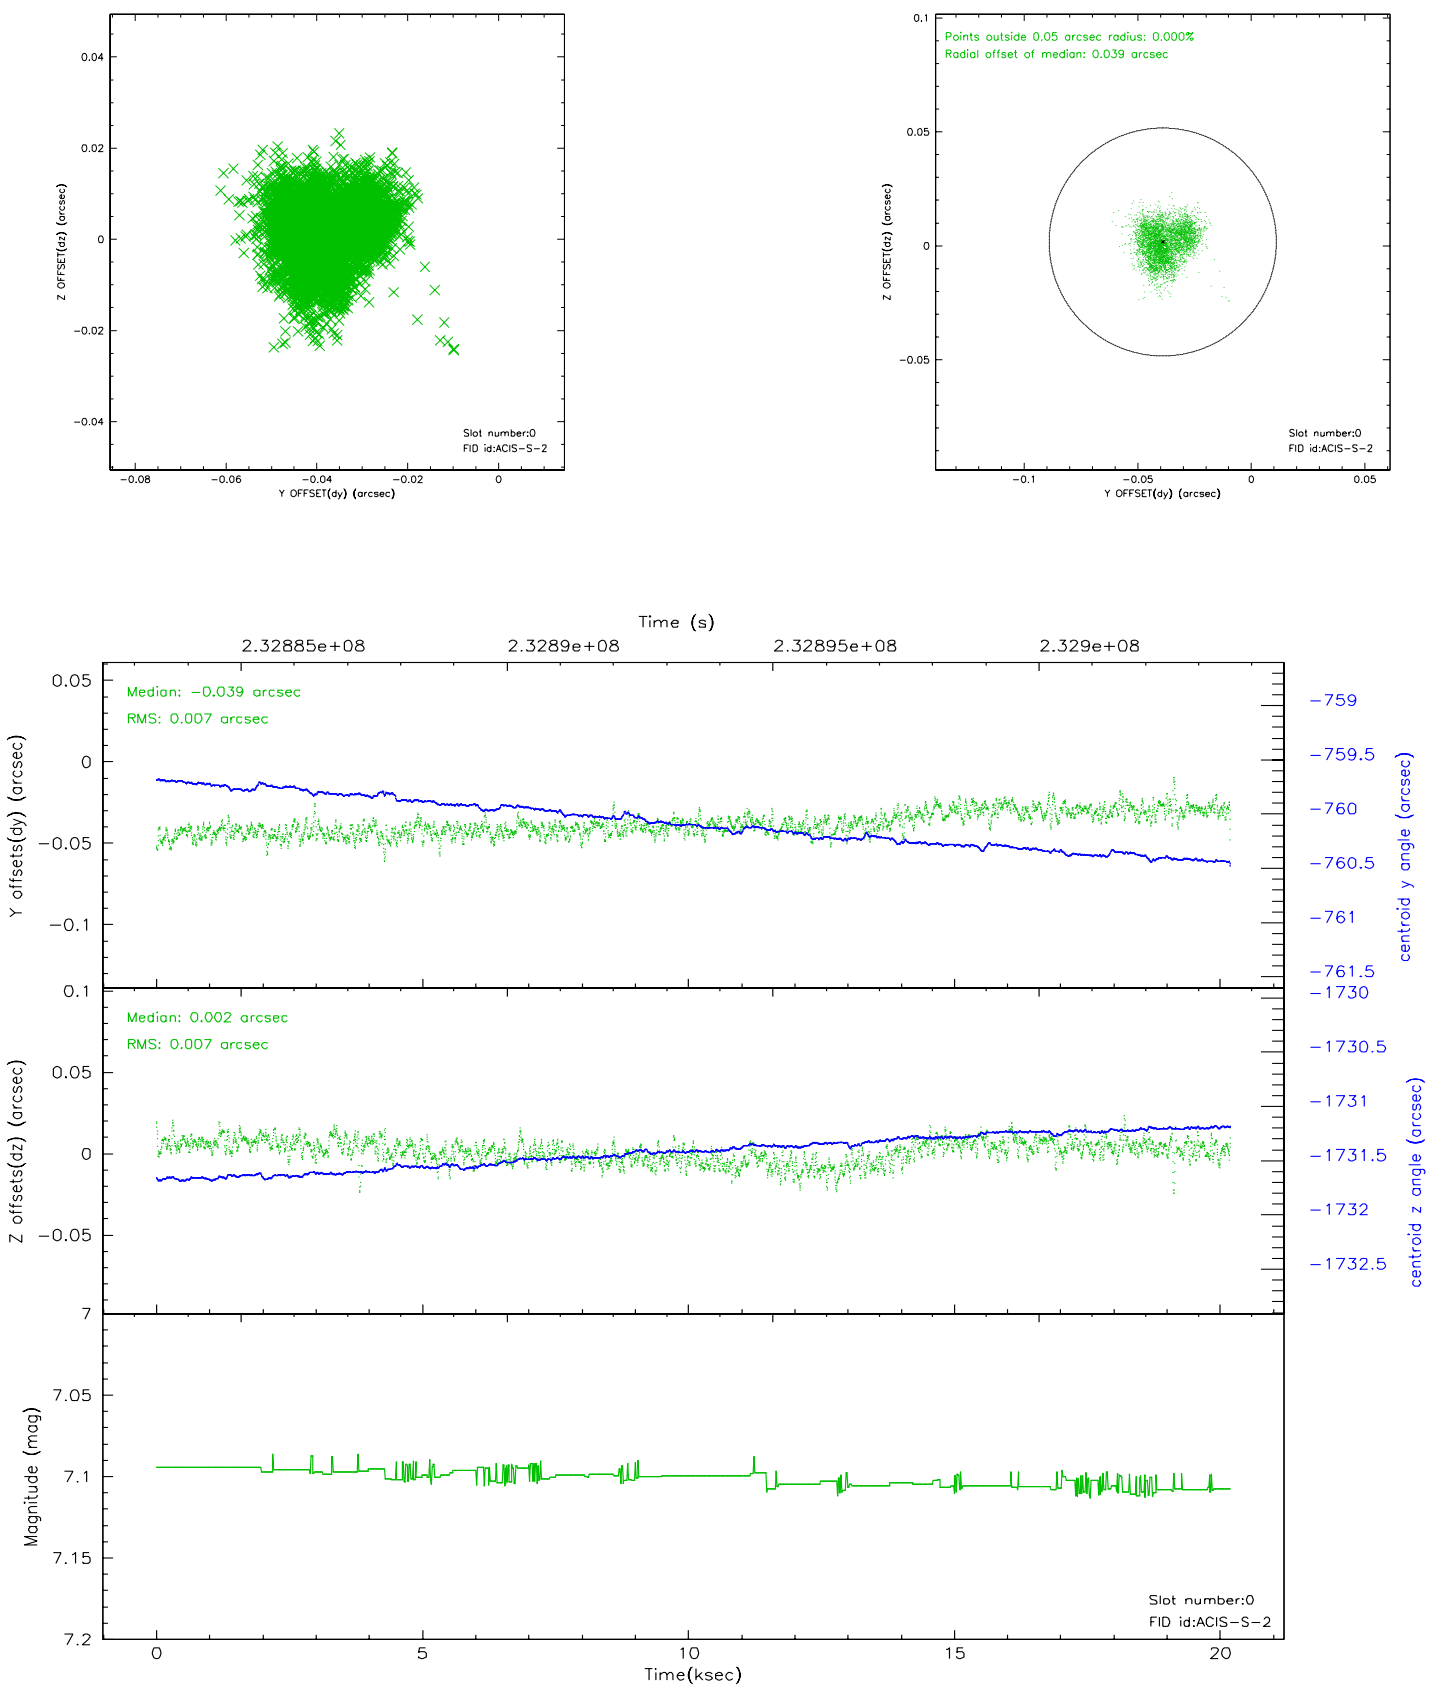 0.04
0.02
0
−0.02
−0.04
Z OFFSET(dz) (arcsec)
Slot number:0
FID id:ACIS−S−2
−0.08
−0.06
−0.04
−0.02
0
Y OFFSET(dy) (arcsec)
0.1
0.05
0
−0.05
Z OFFSET(dz) (arcsec)
Points outside 0.05 arcsec radius: 0.000%
Radial offset of median: 0.039 arcsec
Slot number:0
FID id:ACIS−S−2
−0.1
−0.05
0
0.05
Y OFFSET(dy) (arcsec)
Time (s)
2.32885e+08
2.3289e+08
2.32895e+08
2.329e+08
0.05
0
−0.05
−0.1
Y offsets(dy) (arcsec)
Median: −0.039 arcsec
RMS: 0.007 arcsec
−759
−759.5
−760
−760.5
−761
−761.5
centroid y angle (arcsec)
0.1
0.05
0
−0.05
Z offsets(dz) (arcsec)
Median: 0.002 arcsec
RMS: 0.007 arcsec
−1730
−1730.5
−1731
−1731.5
−1732
−1732.5
centroid z angle (arcsec)
7
7.05
7.1
7.15
7.2
Magnitude (mag)
Slot number:0
FID id:ACIS−S−2
0
5
10
15
20
Time(ksec)